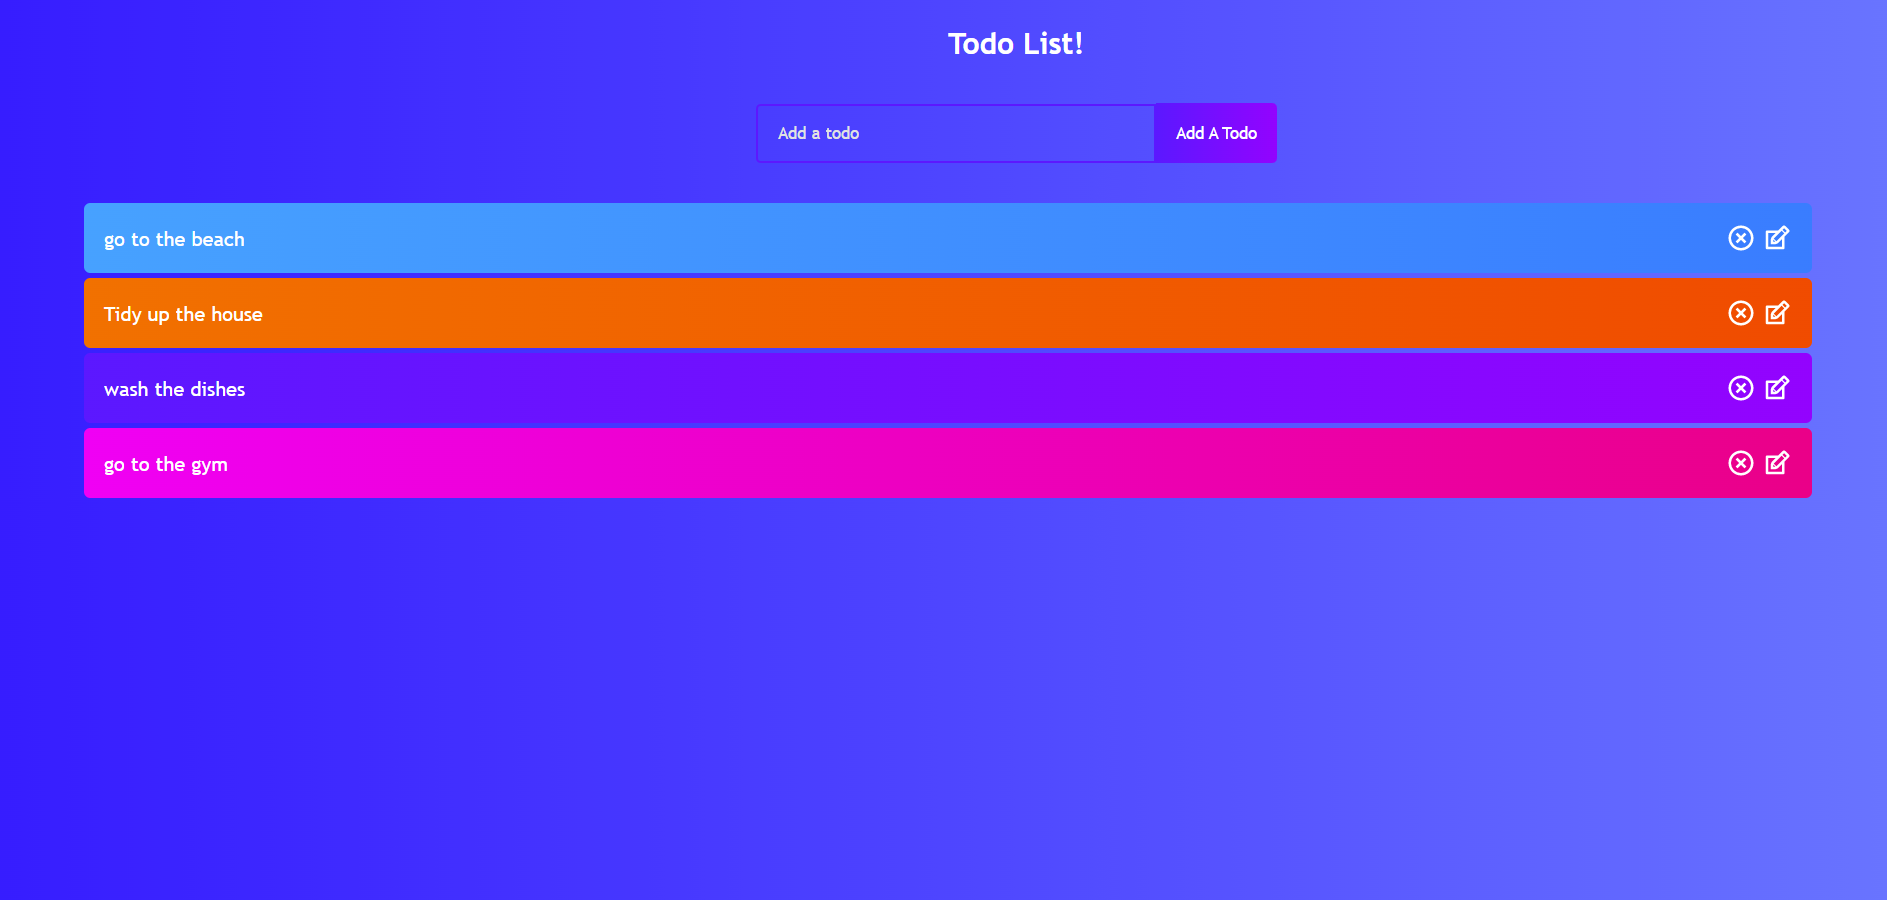 Todo List!
Add a todo
Add A Todo
go to the beach
Tidy up the house
wash the dishes
go to the gym